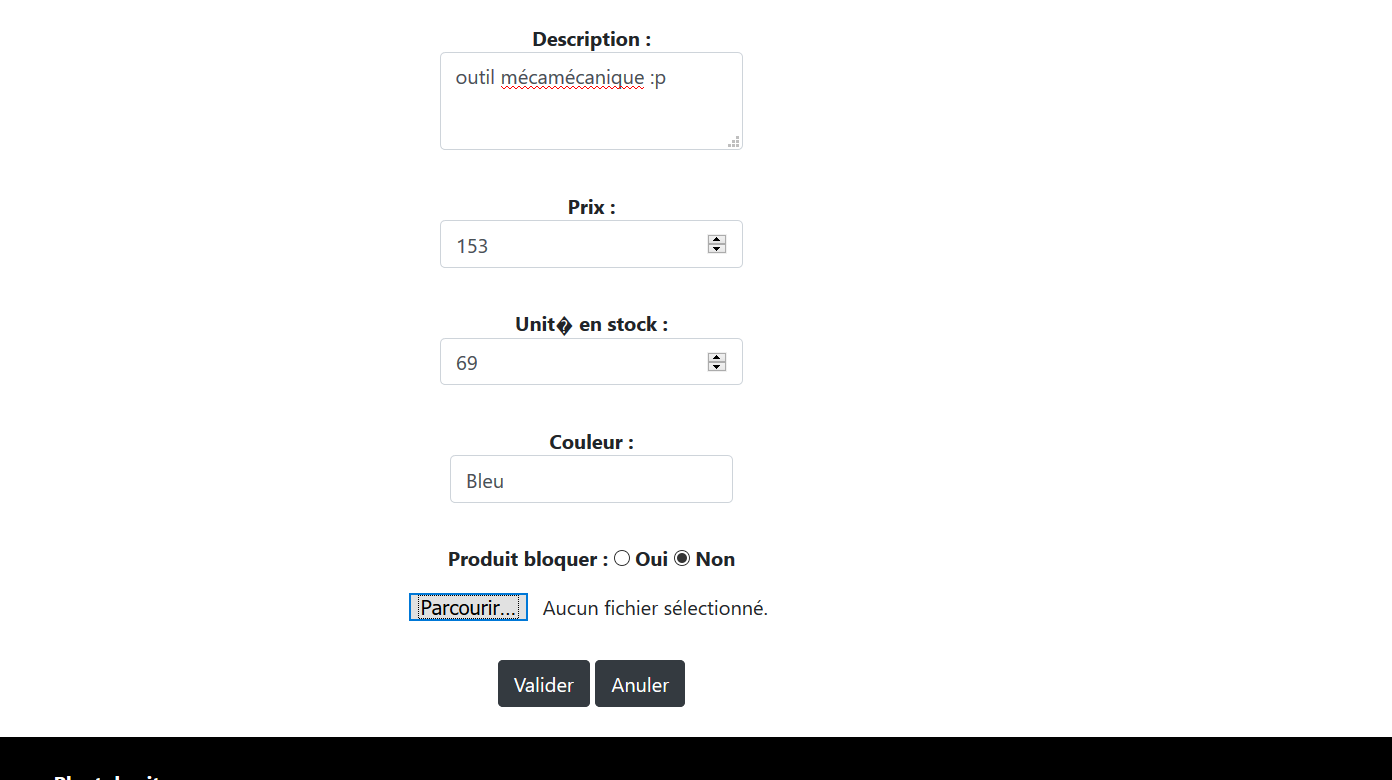 Description :
outil mécamécanique :p
Prix :
153
Unit� en stock :
69
Couleur :
Bleu
Produit bloquer : Oui Non
Parcourir... Aucun fichier sélectionné.
Valider Anuler